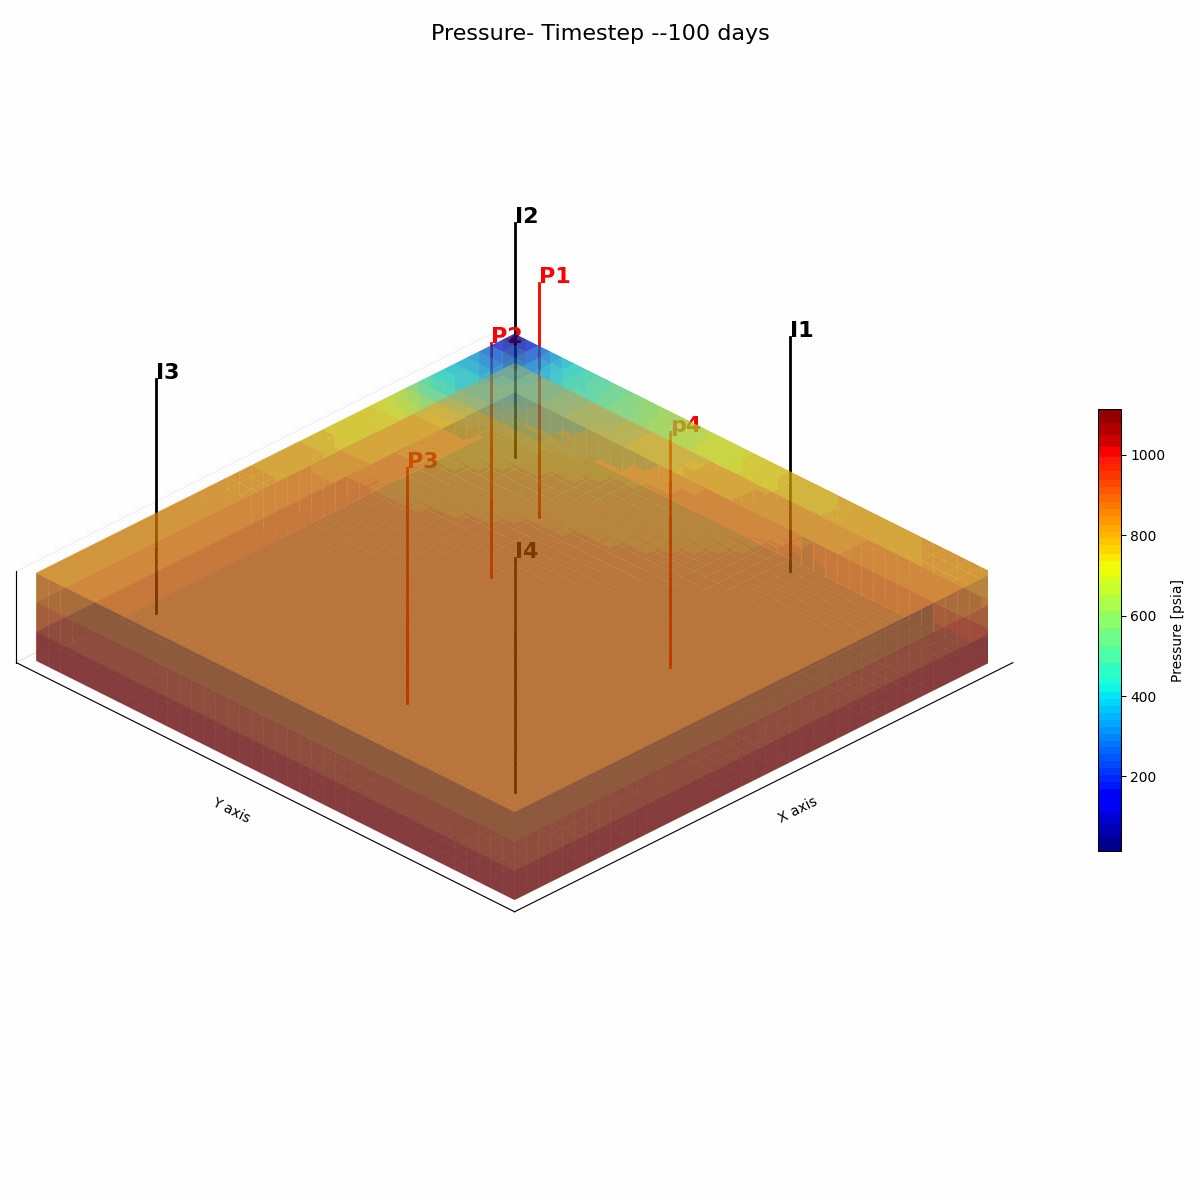 Pressure- Timestep --100 days
I2
P1
P2
I1
I3
p4
P3
I4
1000
800
600
400
200
Pressure [psia]
Y axis
X axis